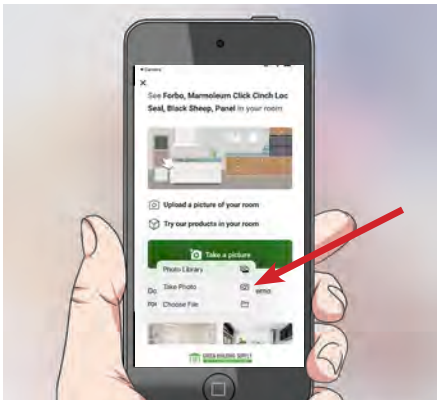 Camera
×
See Forbo, Marmoleum Click Cinch Loc
Seal, Black Sheep, Panel in your room
Upload a picture of your room
Try our products in your room
Take a picture
Photo Library
Take Photo
Choose File
GREEN BUILDING SUPPLY